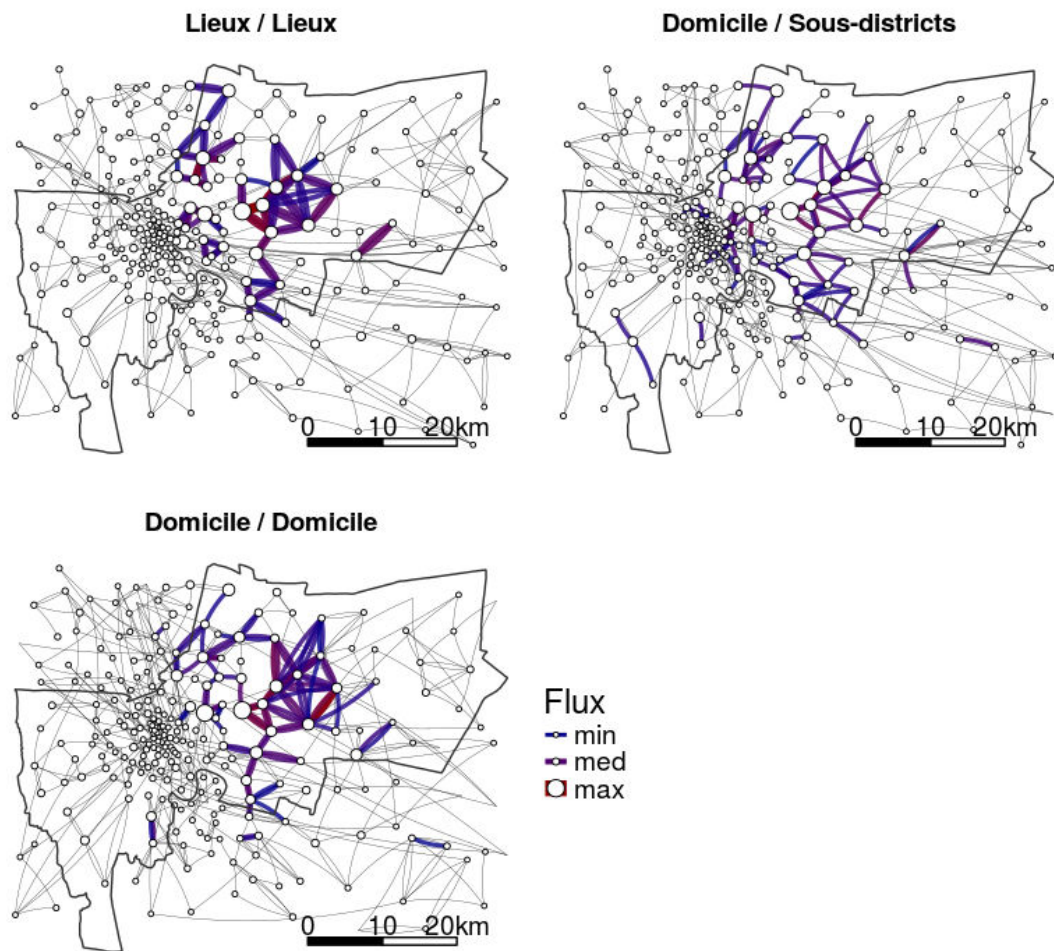 Lieux / Lieux
Domicile / Sous-districts
0 10 20km
0 10 20km
Domicile / Domicile
0 10 20km
Flux
min
med
max